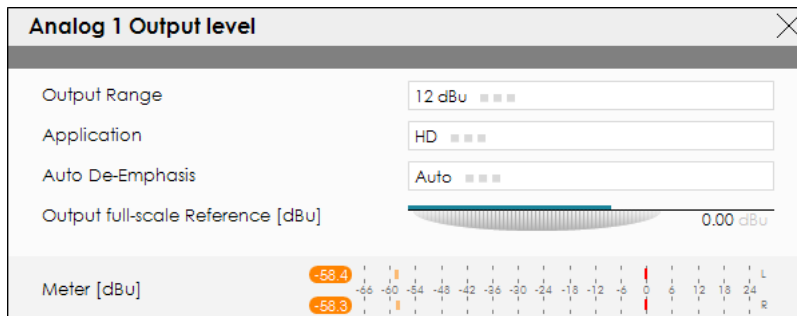 Analog 1 Output level
Output Range 12 dBu
Application HD
Auto De-Emphasis Auto
Output full-scale Reference [dBu] 0.00 dBu
-58.4 L
Meter [dBu] -66 -60 -54 -48 -42 -36 -30 -24 -18 -12 -6 0 6 12 18 24
-58.3 R